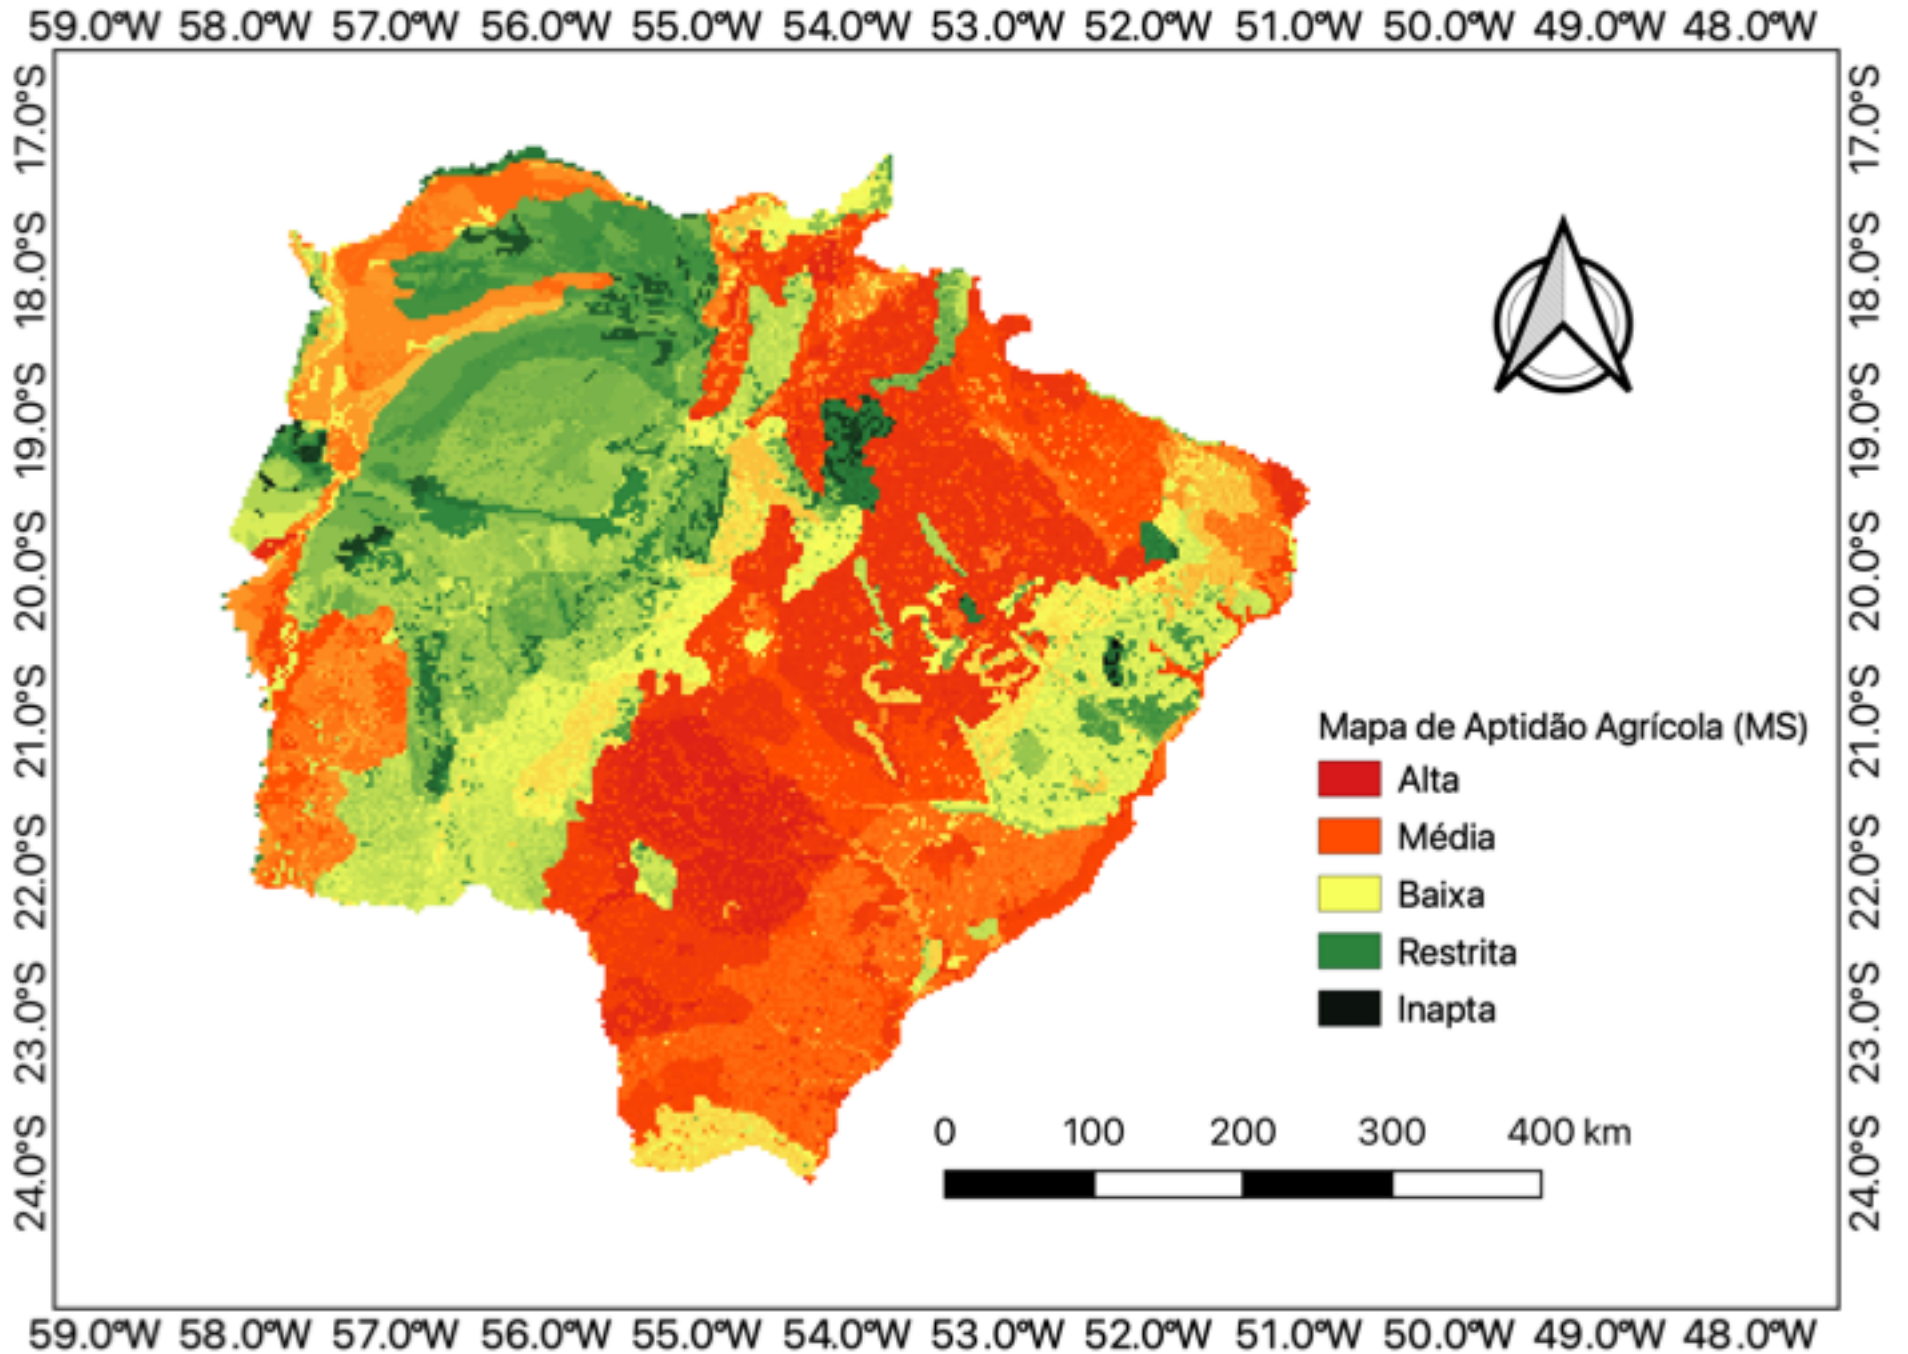 59.0°W 58.0°W 57.0°W 56.0°W 55.0°W 54.0°W 53.0°W 52.0°W 51.0°W 50.0°W 49.0°W 48.0°W
17.0°S
18.0°S
19.0°S
20.0°S
21.0°S
22.0°S
23.0°S
24.0°S
17.0°S
18.0°S
19.0°S
20.0°S
21.0°S
22.0°S
23.0°S
24.0°S
Mapa de Aptidão Agrícola (MS)
Alta
Média
Baixa
Restrita
Inapta
0 100 200 300 400 km
59.0°W 58.0°W 57.0°W 56.0°W 55.0°W 54.0°W 53.0°W 52.0°W 51.0°W 50.0°W 49.0°W 48.0°W